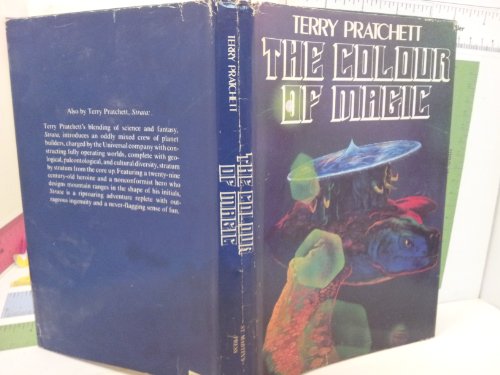 Also by Terry Pratchett, Strata:
Terry Pratchett's blending of science and fantasy,
Strata, introduces an oddly mixed crew of planet
builders, charged by the Universal company with con-
structing fully operating worlds, complete with geo-
logical, paleontological, and cultural diversity, stratum
by stratum from the core up. Featuring a twenty-nine
century-old heroine and a nonconformist hero who
designs mountain ranges in the shape of his initials,
Strata is a riproaring adventure replete with out-
rageous ingenuity and a never-flagging sense of fun.
TERRY PRATCHETT
THE COLOUR
OF MAGIC
ST. MARTIN'S
PRESS
TERRY PRATCHETT
THE COLOUR
OF MAGIC